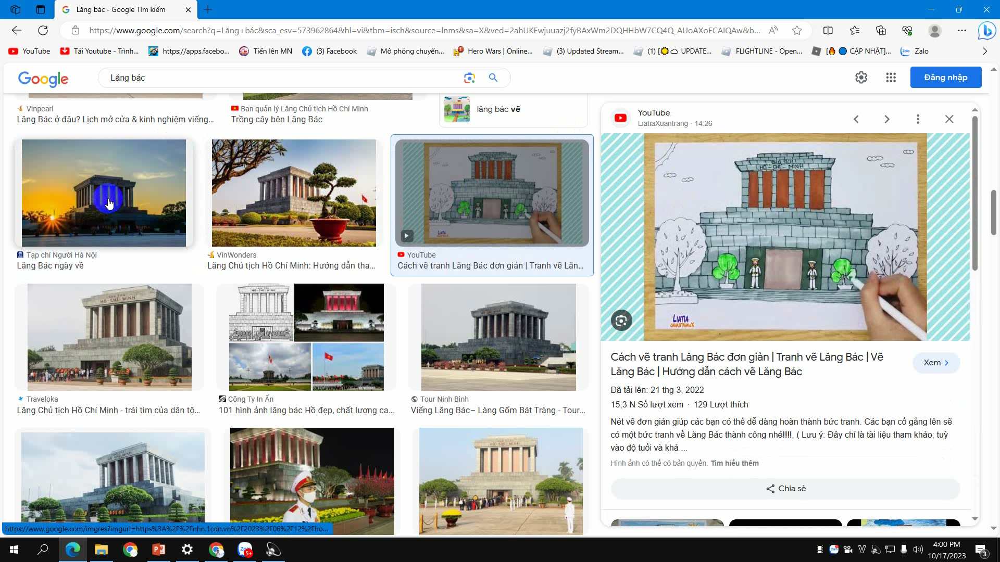 Lăng bác - Google Tìm kiếm
https://www.google.com/search?q=Lăng+bác&sca_esv=573962864&hl=vi&tbm=isch&source=lnms&sa=X&ved=2ahUKEwjuuazj2fyBAxWm2DQHHbW7CQ4Q_AUoAXoECAIQAw&b...
YouTube
Tải Youtube - Trình...
https://apps.facebo...
Tiến lên MN
(3) Facebook
Mô phỏng chuyến...
Hero Wars | Online...
(3) Updated Stream...
(1) [🌞☁ UPDATE...
FLIGHTLINE - Open...
[🔥 🔵 CẬP NHẬT]...
Zalo
Google
Lăng bác
Đăng nhập
Vinpearl
Lăng Bác ở đâu? Lịch mở cửa & kinh nghiệm viếng...
Ban quản lý Lăng Chủ tịch Hồ Chí Minh
Trồng cây bên Lăng Bác
lăng bác vẽ
Tạp chí Người Hà Nội
Lăng Bác ngày về
VinWonders
Lăng Chủ tịch Hồ Chí Minh: Hướng dẫn tha...
YouTube
Cách vẽ tranh Lăng Bác đơn giản | Tranh vẽ Lăn...
HO-CHI-MINH
Traveloka
Lăng Chủ tịch Hồ Chí Minh - trái tim của dân tộ...
Công Ty In Ấn
101 hình ảnh lăng bác Hồ đẹp, chất lượng ca...
Tour Ninh Bình
Viếng Lăng Bác– Làng Gốm Bát Tràng - Tour...
YouTube
LiatiaXuantrang · 14:26
CHỦ TỊCH
HỒ-CHÍ-MINH
LIATIA
XUANTRANG
Cách vẽ tranh Lăng Bác đơn giản | Tranh vẽ Lăng Bác | Vẽ
Lăng Bác | Hướng dẫn cách vẽ Lăng Bác
Xem
Đã tải lên: 21 thg 3, 2022
15,3 N Số lượt xem · 129 Lượt thích
Nét vẽ đơn giản giúp các bạn có thể dễ dàng hoàn thành bức tranh. Các bạn cố gắng lên sẽ
có một bức tranh về Lăng Bác thành công nhé!!!!, ( Lưu ý: Đây chỉ là tài liệu tham khảo; tuỳ
vào độ tuổi và khả ...
Hình ảnh có thể có bản quyền. Tìm hiểu thêm
Chia sẻ
https://www.google.com/imgres?imgurl=https%3A%2F%2Fnhn.1cdn.vn%2F2023%2F06%2F12%2Fho...
5+
4:00 PM
10/17/2023
3